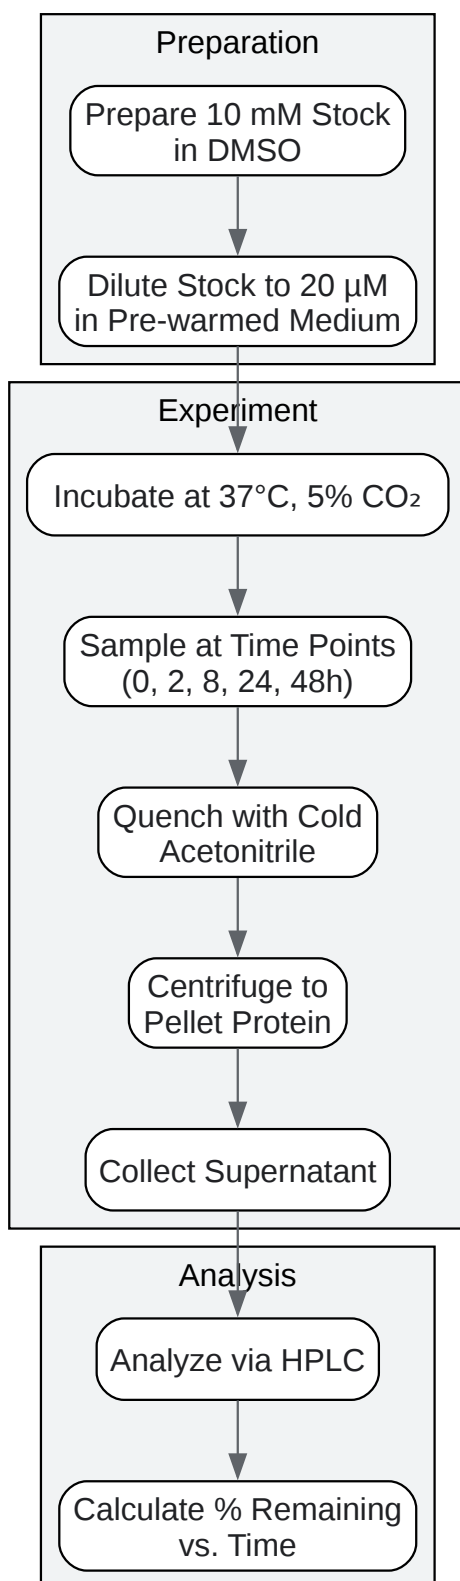 Preparation
Prepare 10 mM Stock
in DMSO
Dilute Stock to 20 µM
in Pre-warmed Medium
Experiment
Incubate at 37°C, 5% CO₂
Sample at Time Points
(0, 2, 8, 24, 48h)
Quench with Cold
Acetonitrile
Centrifuge to
Pellet Protein
Collect Supernatant
Analysis
Analyze via HPLC
Calculate % Remaining
vs. Time